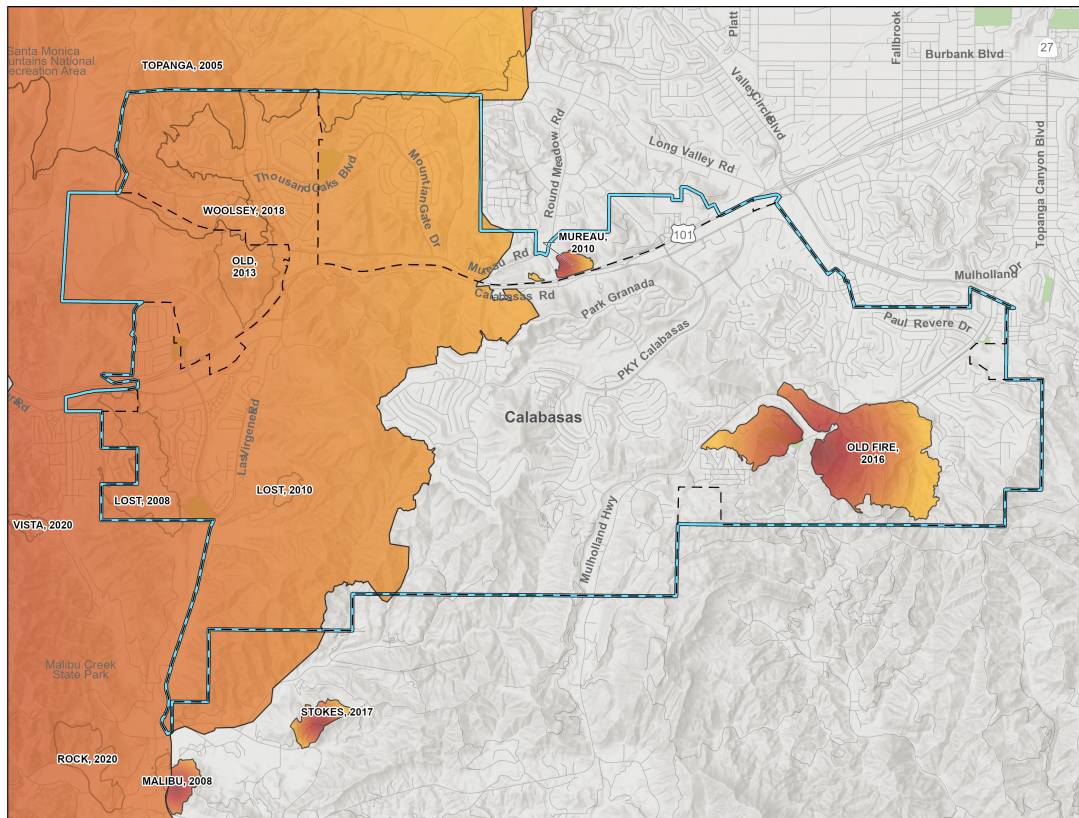 Platt
Fallbrook
Burbank Blvd
27
Santa Monica
untains National
ecreation Area
TOPANGA, 2005
Valley Circle Blvd
Round Meadow Rd
Long Valley Rd
Topanga Canyon Blvd
Thousand Oaks Blvd
Mountian Gate Dr
WOOLSEY, 2018
MUREAU,
2010
101
OLD,
2013
Mureau Rd
Calabasas Rd
Park Granada
Mulholland Dr
Paul Revere Dr
PKY Calabasas
Rd
Las Virgenes Rd
Calabasas
OLD FIRE,
2016
LOST, 2010
LOST, 2008
VISTA, 2020
Mulholland Hwy
Malibu Creek
State Park
STOKES, 2017
ROCK, 2020
MALIBU, 2008